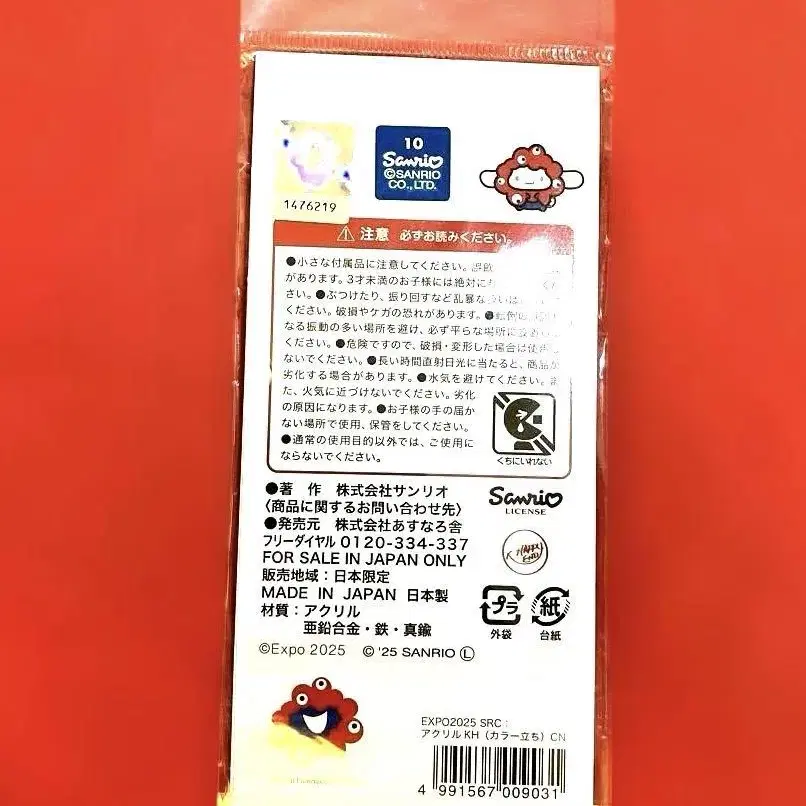 10
Sanrio
©SANRIO
CO., LTD.
1476219
注意 必ずお読みください
●小さな付属品に注意してください。誤飲
があります。3才未満のお子様には絶対に
さい。●ぶつけたり、振り回すなど乱暴な
ください。破損やケガの恐れがあります。
なる振動の多い場所を避け、必ず平らな場所に
●危険ですので、破損・変形した場合は使用
ないでください。●長い時間直射日光に当たると、商品が
劣化する場合があります。●水気を避けてください。ま
た、火気に近づけないでください。劣化
の原因になります。●お子様の手の届か
ない場所で使用、保管をしてください。
●通常の使用目的以外では、ご使用に
ならないでください。
くちにいれない
●著 作 株式会社サンリオ
〈商品に関するお問い合わせ先〉
●発売元 株式会社あすなろ舎
フリーダイヤル 0120-334-337
FOR SALE IN JAPAN ONLY
販売地域：日本限定
MADE IN JAPAN 日本製
材質：アクリル
亜鉛合金・鉄・真鍮
©Expo 2025 © '25 SANRIO Ⓛ
Sanrio
LICENSE
HAPPY
END
プラ
外袋
紙
台紙
EXPO2025 SRC：
アクリルKH（カラー立ち）CN
4 991567 009031